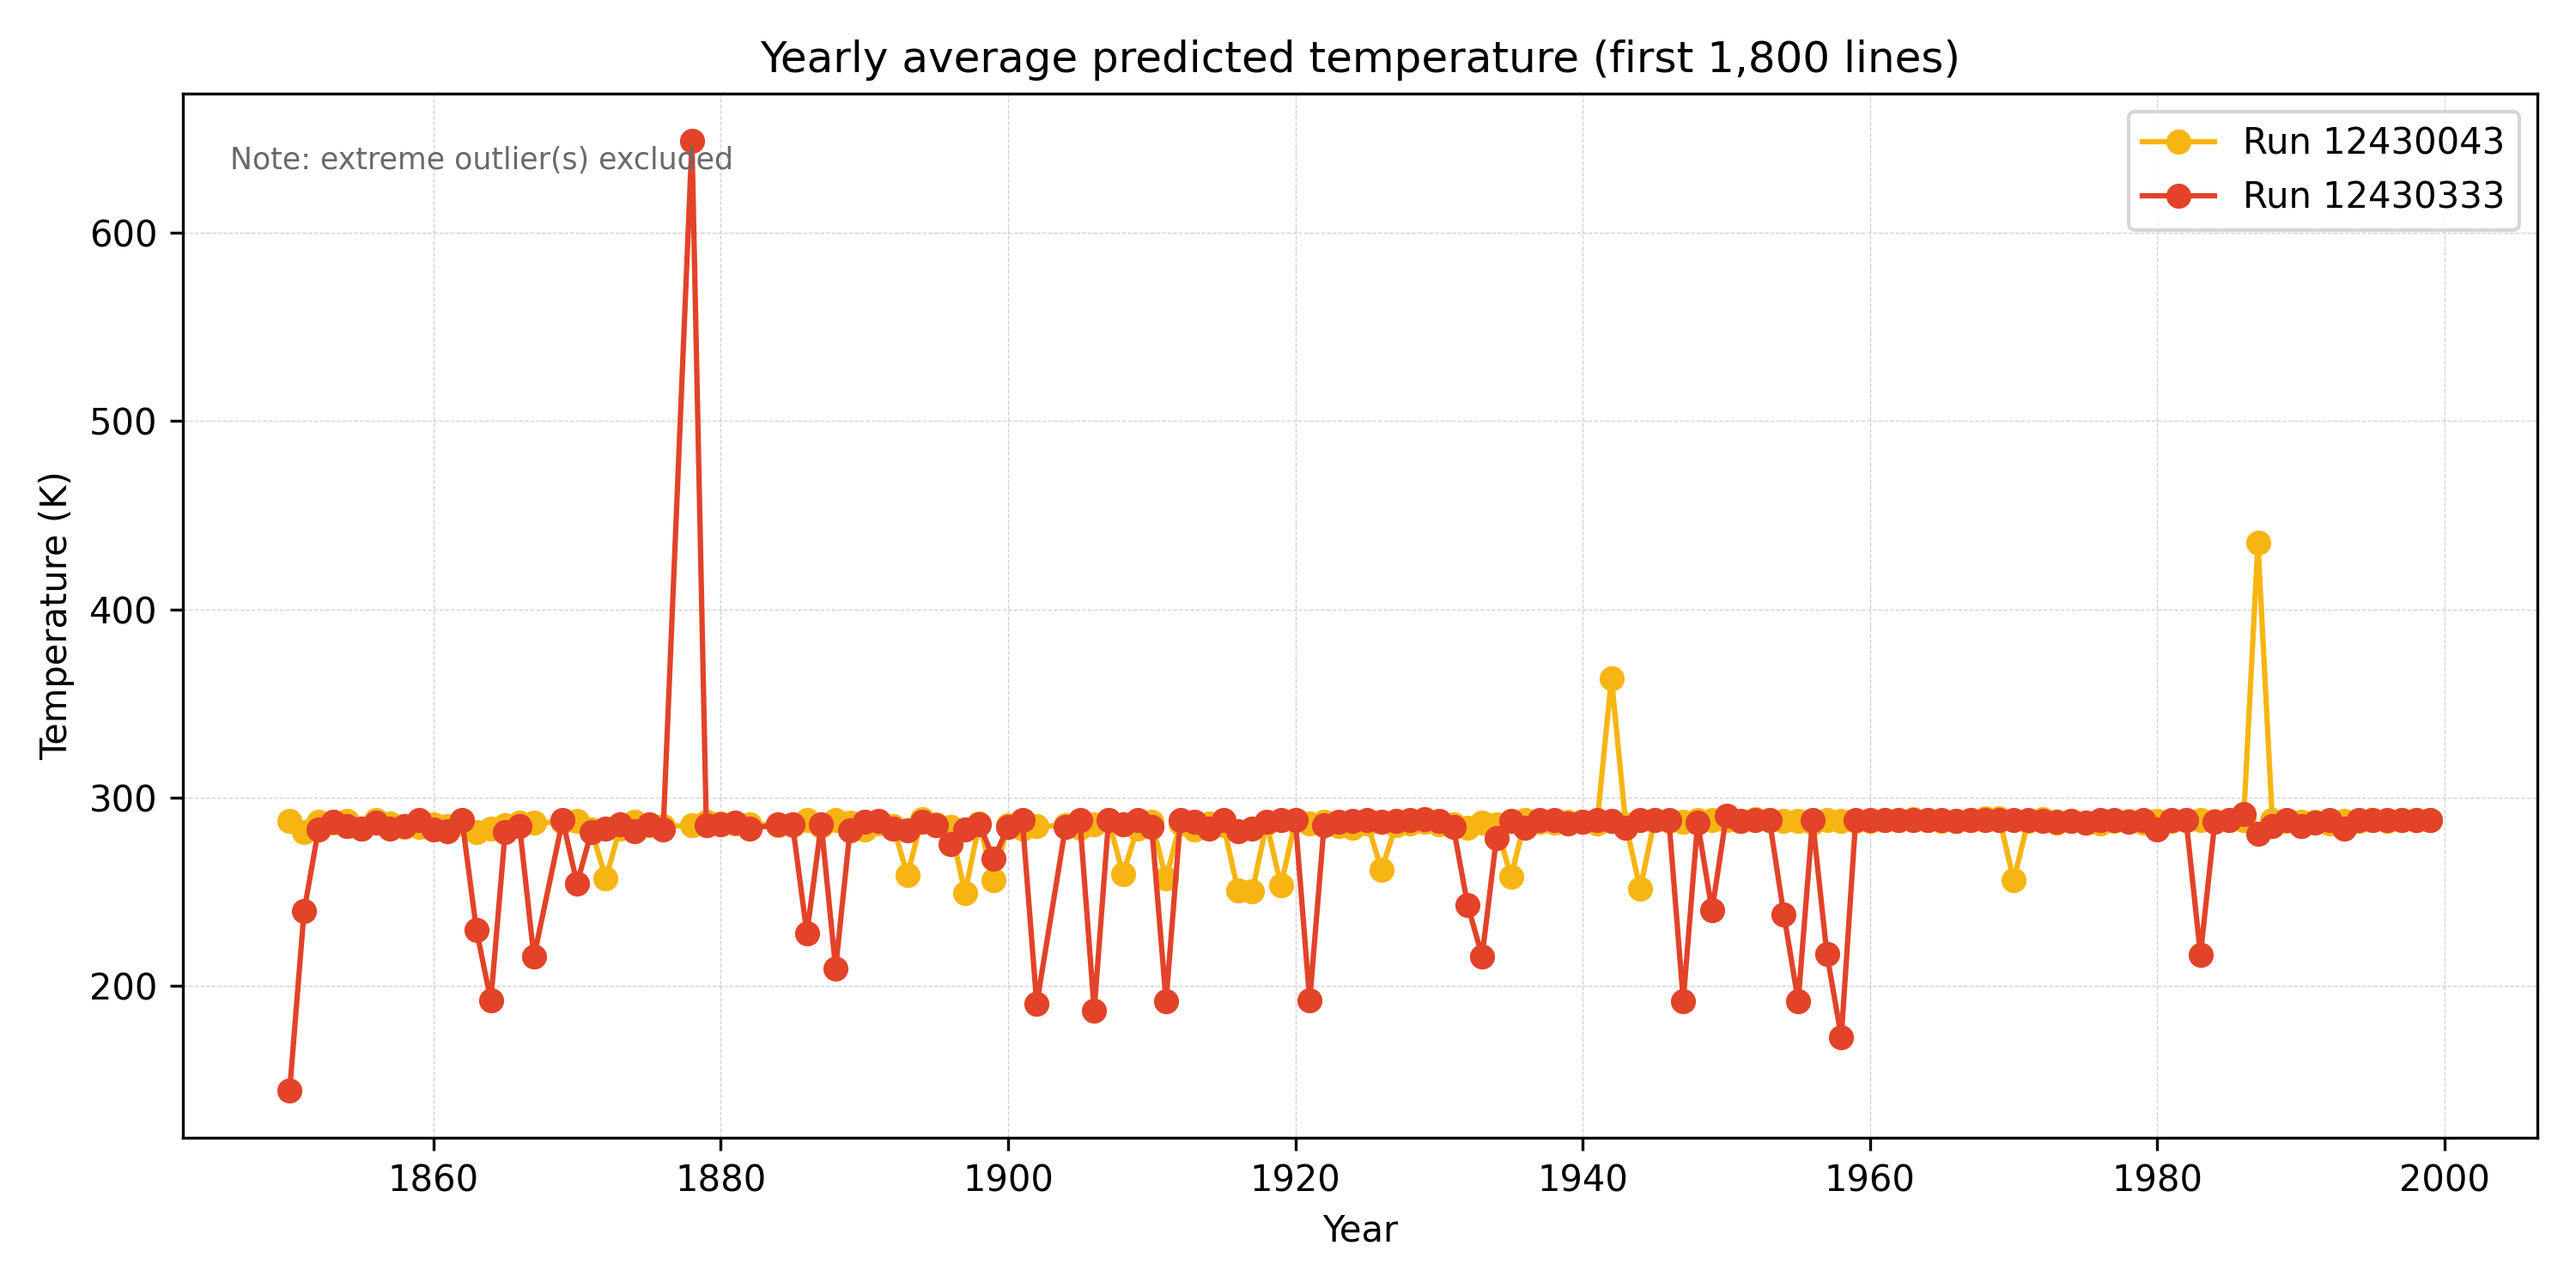 Yearly average predicted temperature (first 1,800 lines)
Note: extreme outlier(s) excluded
Run 12430043
Run 12430333
600
500
400
300
200
Temperature (K)
1860 1880 1900 1920 1940 1960 1980 2000
Year